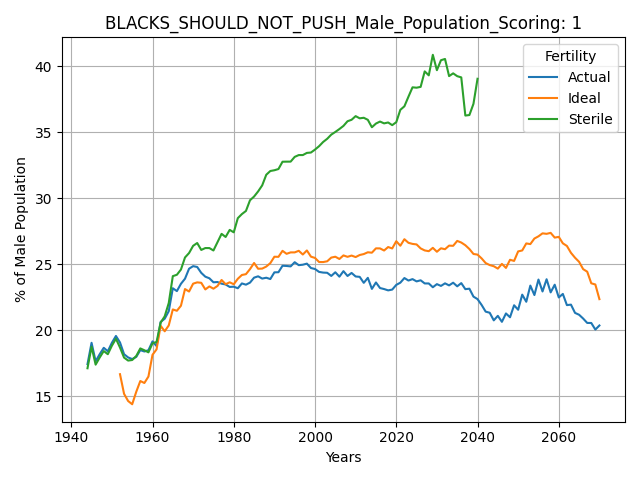 BLACKS_SHOULD_NOT_PUSH_Male_Population_Scoring: 1
Fertility
Actual
Ideal
Sterile
% of Male Population
40
35
30
25
20
15
1940
1960
1980
2000
2020
2040
2060
Years